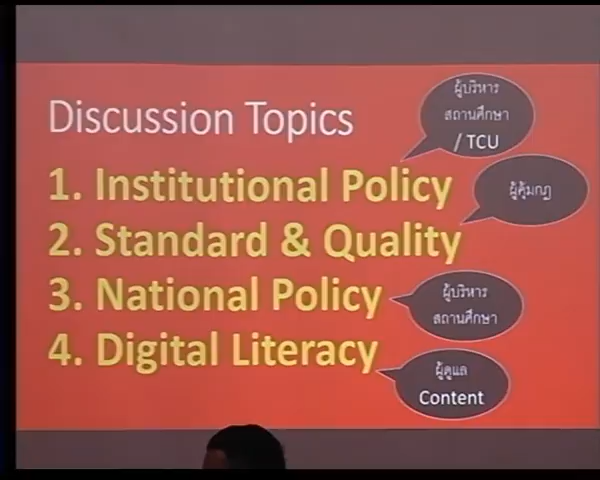 Discussion Topics
ผู้บริหาร
สถานศึกษา
/ TCU
1. Institutional Policy
ผู้คุ้มกฎ
2. Standard & Quality
3. National Policy
ผู้บริหาร
สถานศึกษา
4. Digital Literacy
ผู้ดูแล
Content